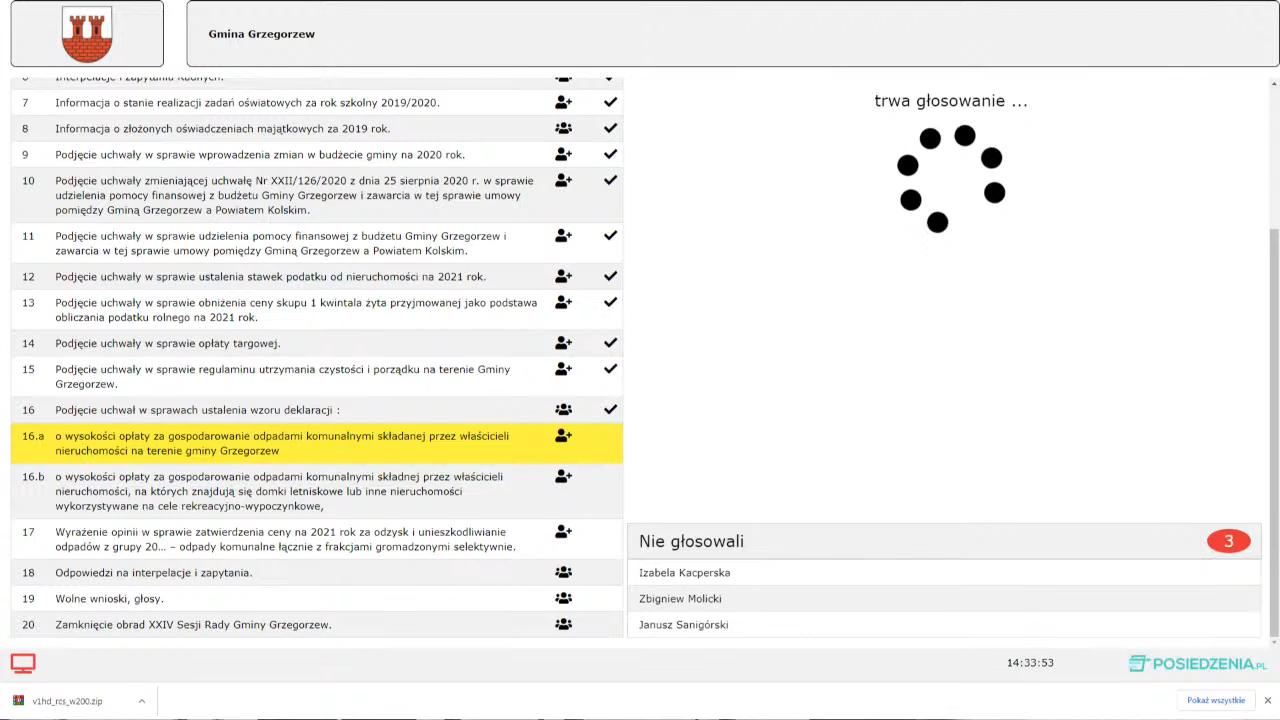 Gmina Grzegorzew
6 Interpelacje i zapytania Radnych.
7 Informacja o stanie realizacji zadań oświatowych za rok szkolny 2019/2020.
8 Informacja o złożonych oświadczeniach majątkowych za 2019 rok.
9 Podjęcie uchwały w sprawie wprowadzenia zmian w budżecie gminy na 2020 rok.
10 Podjęcie uchwały zmieniającej uchwałę Nr XXII/126/2020 z dnia 25 sierpnia 2020 r. w sprawie
udzielenia pomocy finansowej z budżetu Gminy Grzegorzew i zawarcia w tej sprawie umowy
pomiędzy Gminą Grzegorzew a Powiatem Kolskim.
11 Podjęcie uchwały w sprawie udzielenia pomocy finansowej z budżetu Gminy Grzegorzew i
zawarcia w tej sprawie umowy pomiędzy Gminą Grzegorzew a Powiatem Kolskim.
12 Podjęcie uchwały w sprawie ustalenia stawek podatku od nieruchomości na 2021 rok.
13 Podjęcie uchwały w sprawie obniżenia ceny skupu 1 kwintala żyta przyjmowanej jako podstawa
obliczania podatku rolnego na 2021 rok.
14 Podjęcie uchwały w sprawie opłaty targowej.
15 Podjęcie uchwały w sprawie regulaminu utrzymania czystości i porządku na terenie Gminy
Grzegorzew.
16 Podjęcie uchwał w sprawach ustalenia wzoru deklaracji :
16.a o wysokości opłaty za gospodarowanie odpadami komunalnymi składanej przez właścicieli
nieruchomości na terenie gminy Grzegorzew
16.b o wysokości opłaty za gospodarowanie odpadami komunalnymi składnej przez właścicieli
nieruchomości, na których znajdują się domki letniskowe lub inne nieruchomości
wykorzystywane na cele rekreacyjno-wypoczynkowe,
17 Wyrażenie opinii w sprawie zatwierdzenia ceny na 2021 rok za odzysk i unieszkodliwianie
odpadów z grupy 20... – odpady komunalne łącznie z frakcjami gromadzonymi selektywnie.
18 Odpowiedzi na interpelacje i zapytania.
19 Wolne wnioski, głosy.
20 Zamknięcie obrad XXIV Sesji Rady Gminy Grzegorzew.
trwa głosowanie ...
Nie głosowali 3
Izabela Kacperska
Zbigniew Molicki
Janusz Sanigórski
14:33:53
POSIEDZENIA.PL
v1hd_rcs_w200.zip
Pokaż wszystkie